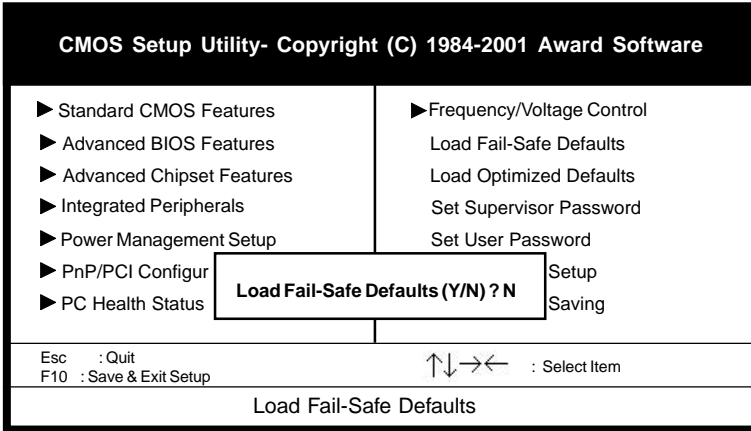 CMOS Setup Utility- Copyright (C) 1984-2001 Award Software
Standard CMOS Features
Advanced BIOS Features
Advanced Chipset Features
Integrated Peripherals
Power Management Setup
PnP/PCI Configur
PC Health Status
Frequency/Voltage Control
Load Fail-Safe Defaults
Load Optimized Defaults
Set Supervisor Password
Set User Password
Setup
Saving
Load Fail-Safe Defaults (Y/N) ? N
Esc : Quit
F10 : Save & Exit Setup
↑↓→← : Select Item
Load Fail-Safe Defaults